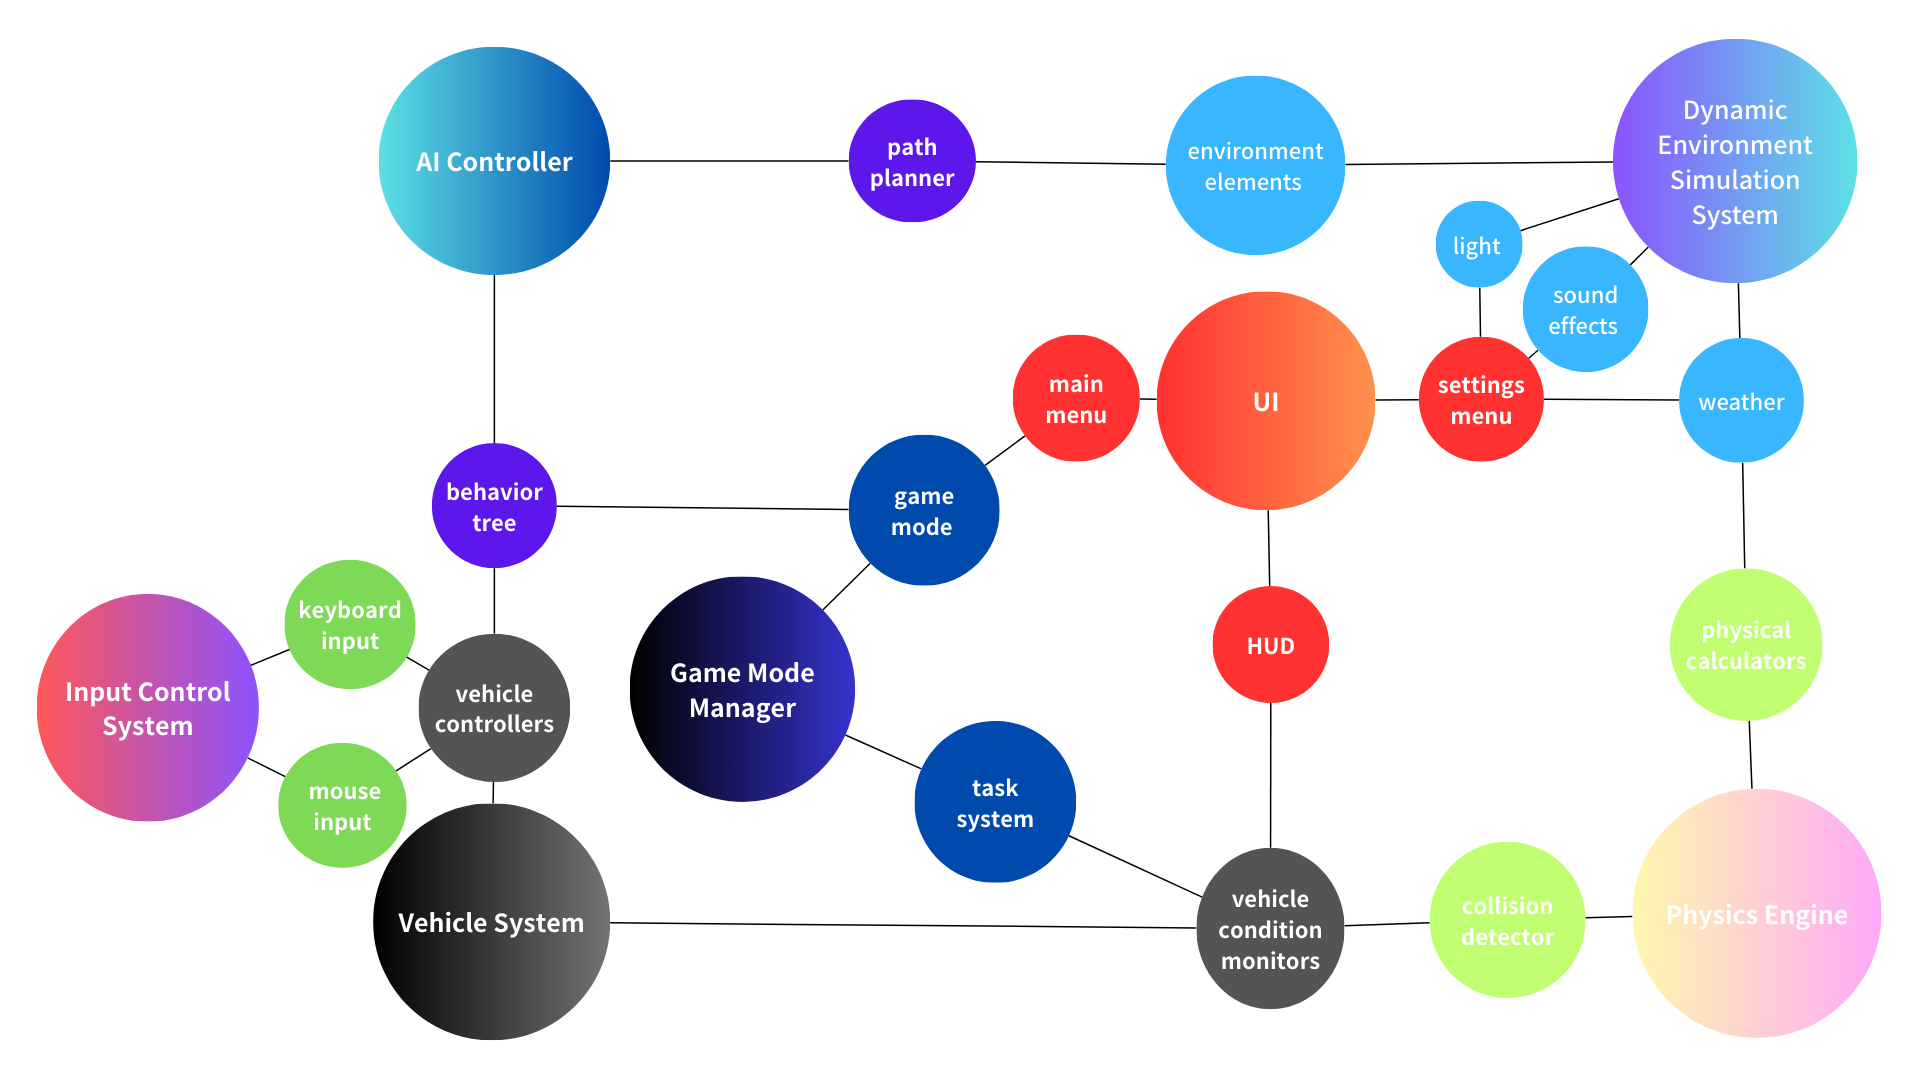 AI Controller
path
planner
environment
elements
Dynamic
Environment
Simulation
System
light
sound
effects
main
menu
UI
settings
menu
weather
behavior
tree
game
mode
keyboard
input
Input Control
System
vehicle
controllers
mouse
input
Game Mode
Manager
HUD
physical
calculators
task
system
Vehicle System
vehicle
condition
monitors
collision
detector
Physics Engine